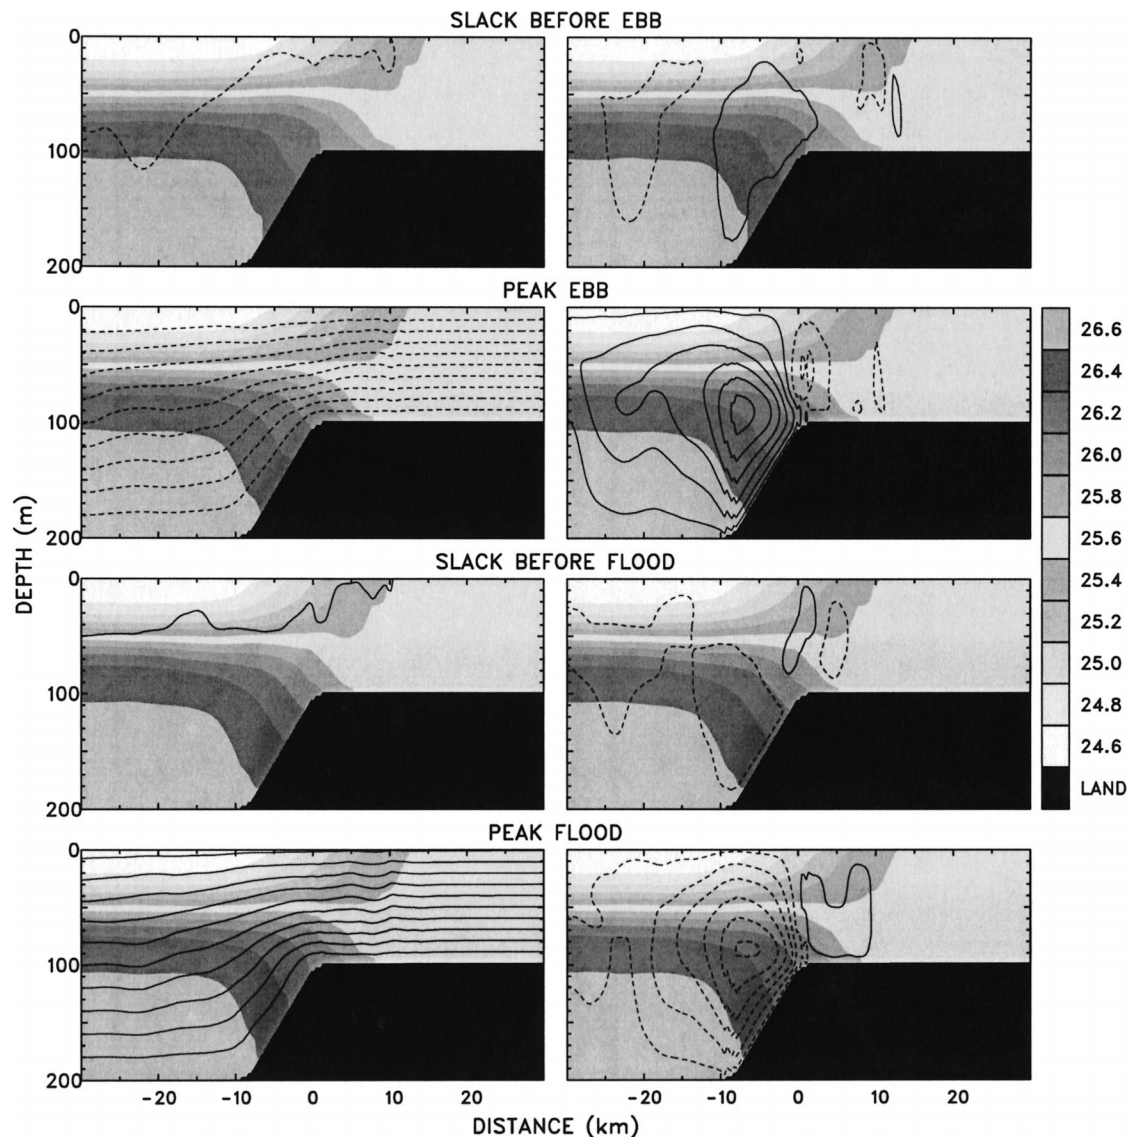 SLACK BEFORE EBB
0
100
200
PEAK EBB
0
100
200
SLACK BEFORE FLOOD
0
100
200
PEAK FLOOD
0
100
200
-20 -10 0 10 20 -20 -10 0 10 20
DISTANCE (km)
DEPTH (m)
26.6
26.4
26.2
26.0
25.8
25.6
25.4
25.2
25.0
24.8
24.6
LAND